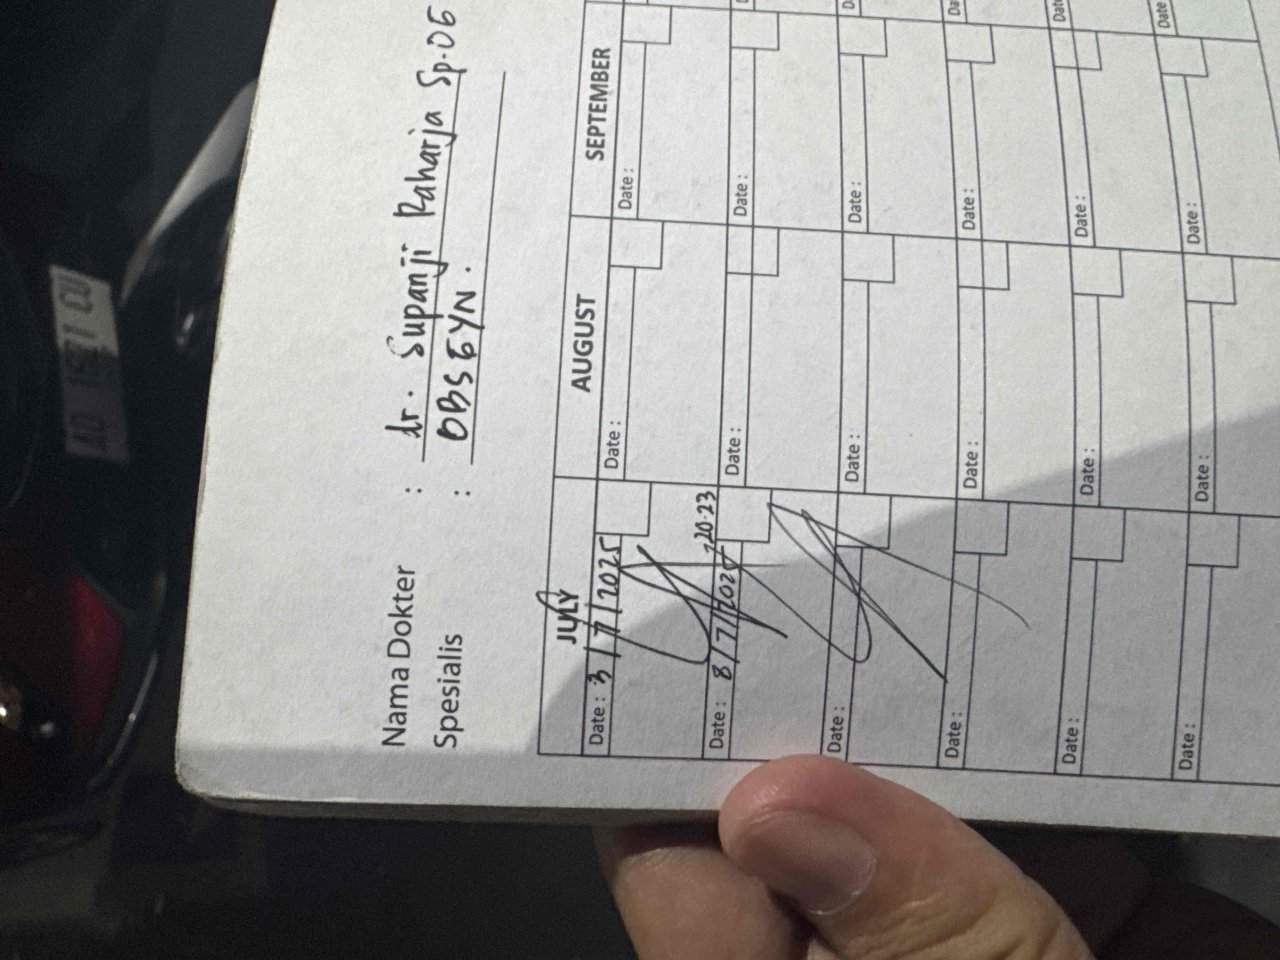 Nama Dokter : dr. Supanji Raharja Sp.OG
Spesialis : OBSGYN.
JULY AUGUST SEPTEMBER
Date : 3/7/2025 Date : Date :
Date : 8/7/2025, 20.23 Date : Date :
Date : Date : Date :
Date : Date : Date :
Date : Date : Date :
Date : Date : Date :